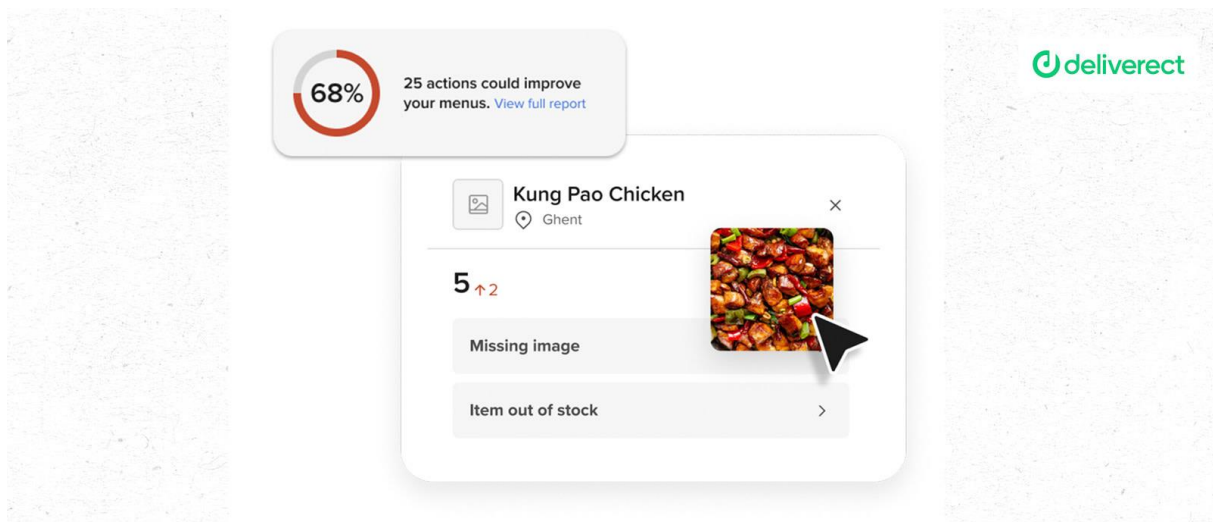 deliverect
68%
25 actions could improve
your menus. View full report
Kung Pao Chicken
Ghent
5 ↑ 2
Missing image
Item out of stock